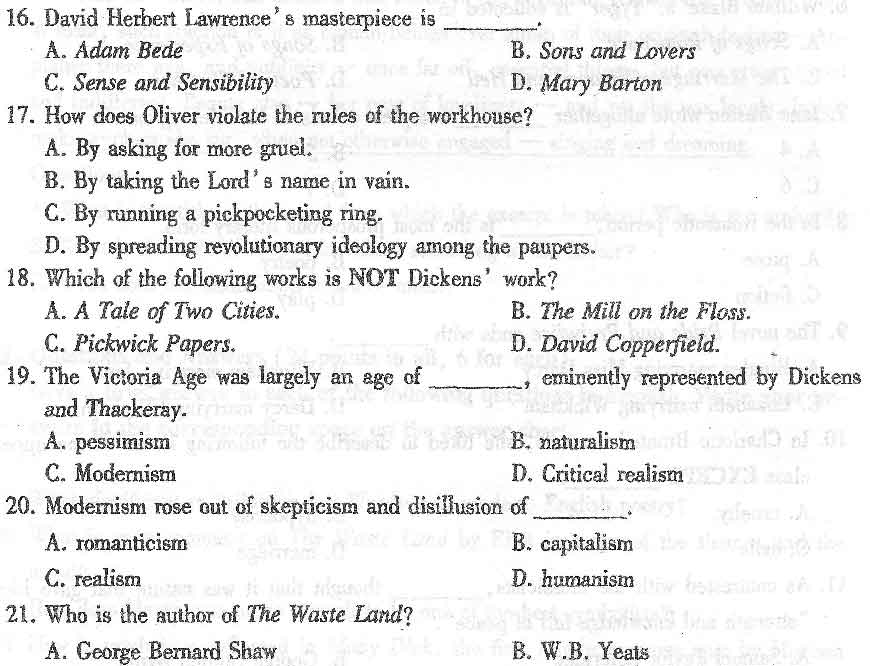 16. David Herbert Lawrence's masterpiece is ________.
A. Adam Bede B. Sons and Lovers
C. Sense and Sensibility D. Mary Barton
17. How does Oliver violate the rules of the workhouse?
A. By asking for more gruel.
B. By taking the Lord's name in vain.
C. By running a pickpocketing ring.
D. By spreading revolutionary ideology among the paupers.
18. Which of the following works is NOT Dickens' work?
A. A Tale of Two Cities. B. The Mill on the Floss.
C. Pickwick Papers. D. David Copperfield.
19. The Victoria Age was largely an age of ________, eminently represented by Dickens
and Thackeray.
A. pessimism B. naturalism
C. Modernism D. Critical realism
20. Modernism rose out of skepticism and disillusion of ________.
A. romanticism B. capitalism
C. realism D. humanism
21. Who is the author of The Waste Land?
A. George Bernard Shaw B. W.B. Yeats